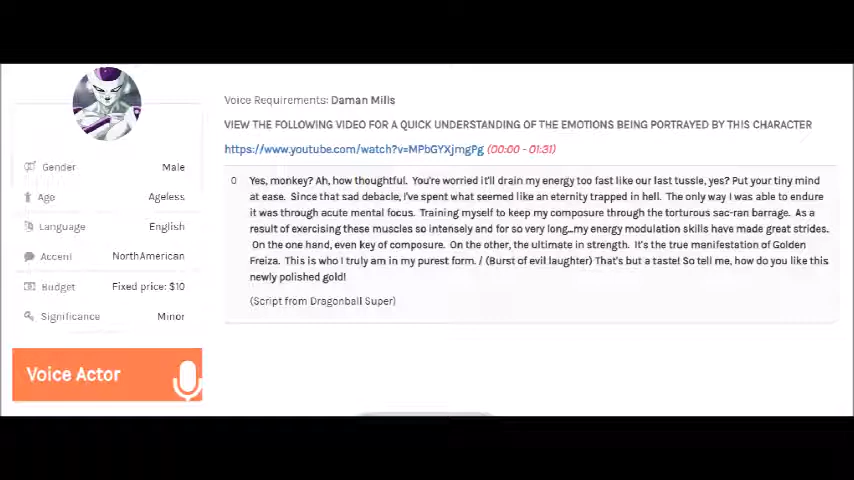 Voice Requirements: Daman Mills
VIEW THE FOLLOWING VIDEO FOR A QUICK UNDERSTANDING OF THE EMOTIONS BEING PORTRAYED BY THIS CHARACTER
https://www.youtube.com/watch?v=MPbGYXjmgPg (00:00 - 01:31)
Gender Male
Age Ageless
Language English
Accent NorthAmerican
Budget Fixed price: $10
Significance Minor
Voice Actor
0 Yes, monkey? Ah, how thoughtful. You're worried it'll drain my energy too fast like our last tussle, yes? Put your tiny mind
at ease. Since that sad debacle, I've spent what seemed like an eternity trapped in hell. The only way I was able to endure
it was through acute mental focus. Training myself to keep my composure through the torturous sac-ran barrage. As a
result of exercising these muscles so intensely and for so very long...my energy modulation skills have made great strides.
On the one hand, even key of composure. On the other, the ultimate in strength. It's the true manifestation of Golden
Freiza. This is who I truly am in my purest form. / (Burst of evil laughter) That's but a taste! So tell me, how do you like this
newly polished gold!
(Script from Dragonball Super)